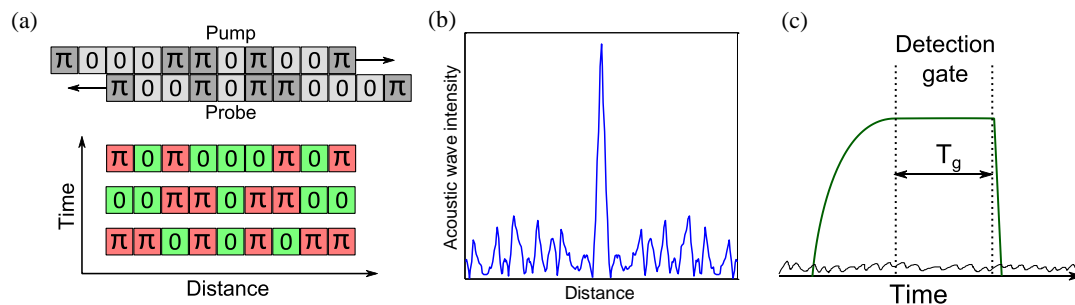 (a)
Pump
π 0 0 0 π π 0 π 0 0 π
π 0 0 π 0 π π 0 0 0 π
Probe
Time
π 0 π 0 0 0 π 0 π
0 0 π π 0 π π 0 0
π π 0 π 0 π 0 π π
Distance
(b)
Acoustic wave intensity
Distance
(c)
Detection
gate
Tg
Time